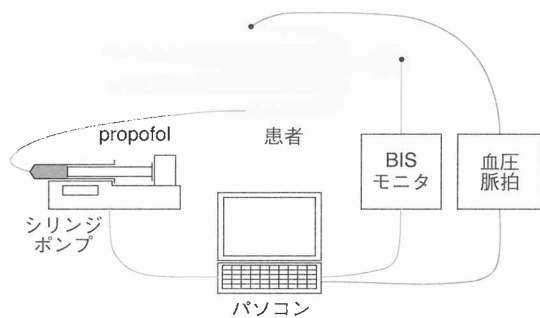 propofol
患者
BIS
モニタ
血圧
脈拍
シリンジ
ポンプ
パソコン